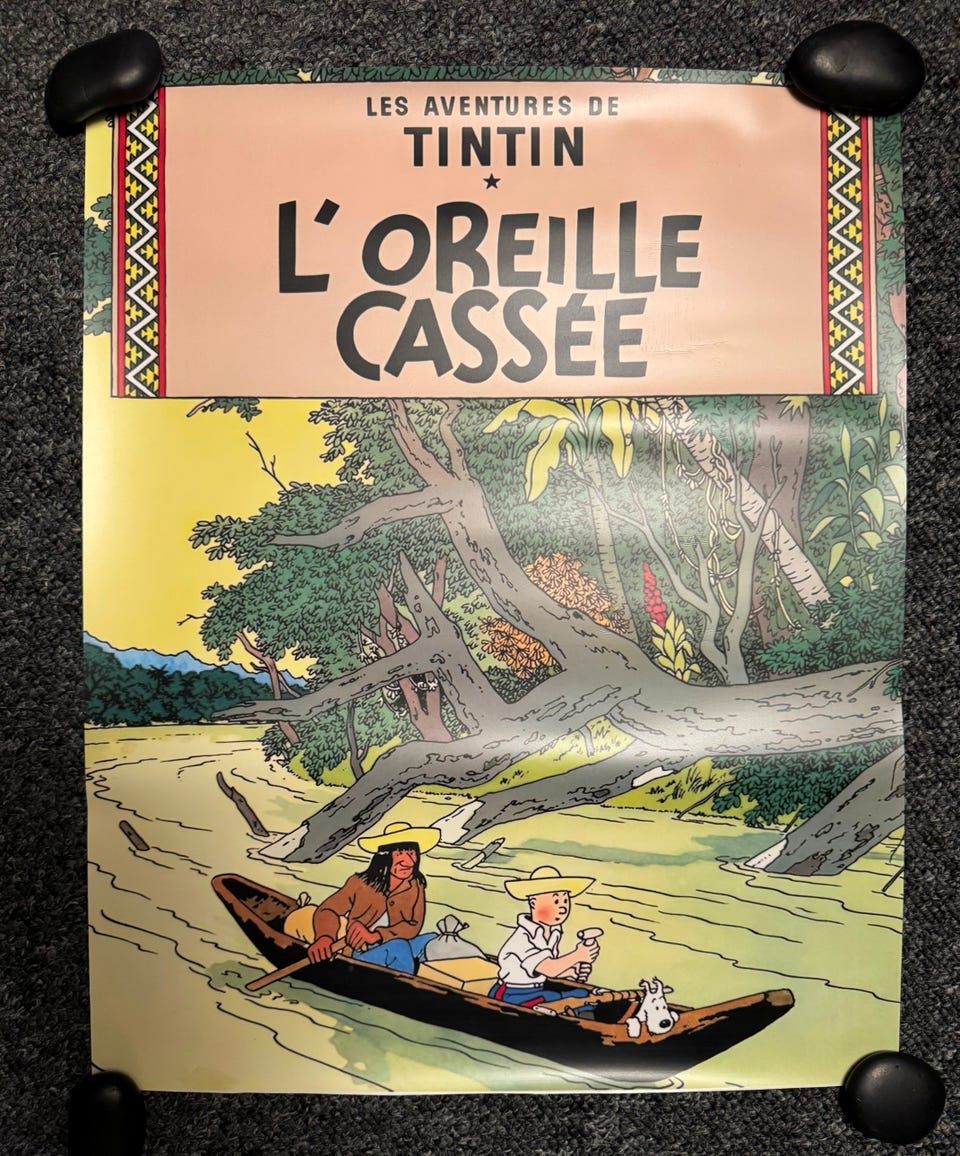 LES AVENTURES DE
TINTIN
L'OREILLE
CASSÉE